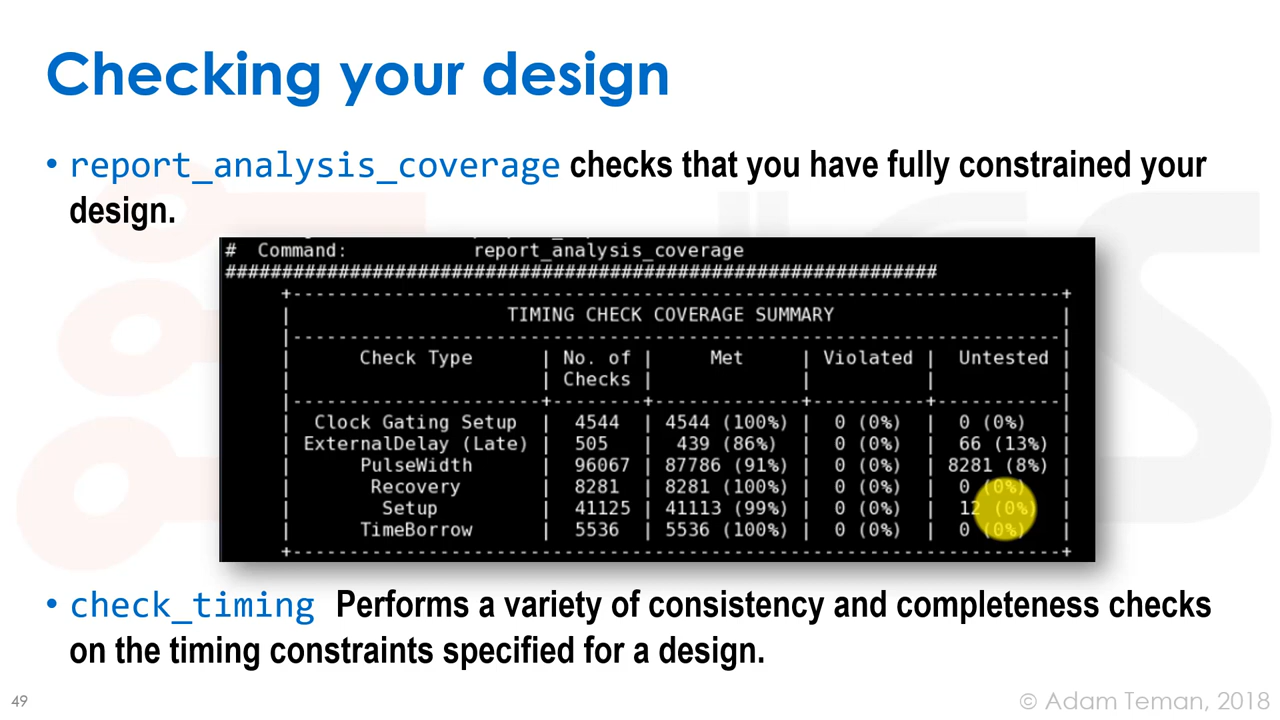 Checking your design
• report_analysis_coverage checks that you have fully constrained your
design.
# Command: report_analysis_coverage
###############################################################
+---------------------------------------------------------------------+
| TIMING CHECK COVERAGE SUMMARY |
|---------------------------------------------------------------------|
| Check Type | No. of | Met | Violated | Untested |
| | Checks | | | |
|----------------------+--------+-------------+----------+-----------|
| Clock Gating Setup | 4544 | 4544 (100%) | 0 (0%) | 0 (0%) |
| ExternalDelay (Late) | 505 | 439 (86%) | 0 (0%) | 66 (13%) |
| PulseWidth | 96067 | 87786 (91%) | 0 (0%) | 8281 (8%) |
| Recovery | 8281 | 8281 (100%) | 0 (0%) | 0 (0%) |
| Setup | 41125 | 41113 (99%) | 0 (0%) | 12 (0%) |
| TimeBorrow | 5536 | 5536 (100%) | 0 (0%) | 0 (0%) |
+---------------------------------------------------------------------+
• check_timing Performs a variety of consistency and completeness checks
on the timing constraints specified for a design.
49
© Adam Teman, 2018